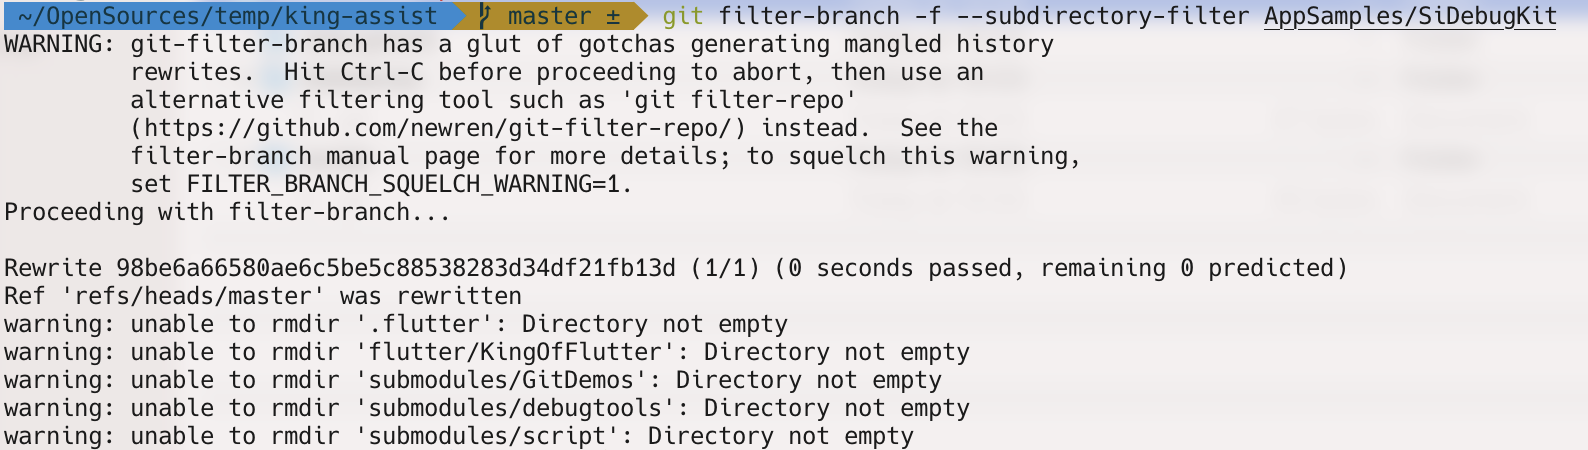 ~/OpenSources/temp/king-assist master ± git filter-branch -f --subdirectory-filter AppSamples/SiDebugKit
WARNING: git-filter-branch has a glut of gotchas generating mangled history
rewrites.  Hit Ctrl-C before proceeding to abort, then use an
alternative filtering tool such as 'git filter-repo'
(https://github.com/newren/git-filter-repo/) instead.  See the
filter-branch manual page for more details; to squelch this warning,
set FILTER_BRANCH_SQUELCH_WARNING=1.
Proceeding with filter-branch...
Rewrite 98be6a66580ae6c5be5c88538283d34df21fb13d (1/1) (0 seconds passed, remaining 0 predicted)
Ref 'refs/heads/master' was rewritten
warning: unable to rmdir '.flutter': Directory not empty
warning: unable to rmdir 'flutter/KingOfFlutter': Directory not empty
warning: unable to rmdir 'submodules/GitDemos': Directory not empty
warning: unable to rmdir 'submodules/debugtools': Directory not empty
warning: unable to rmdir 'submodules/script': Directory not empty